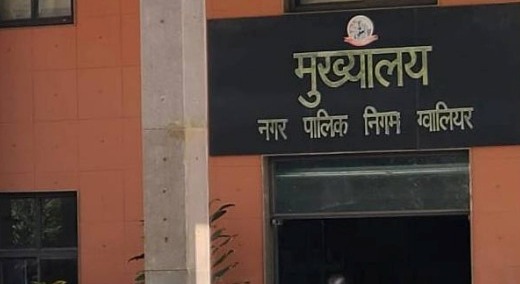 मुख्यालय
नगर पालिक निगम ग्वालियर